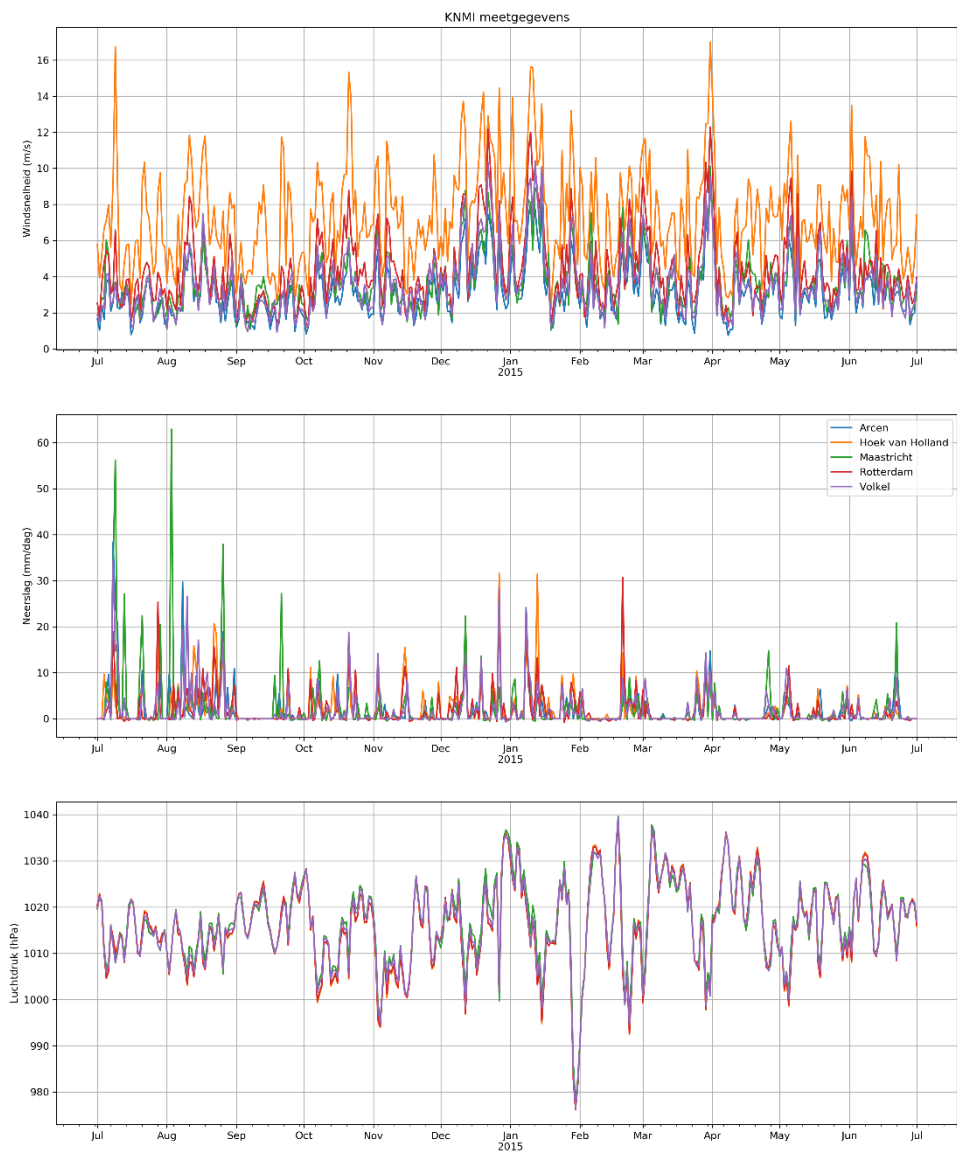 KNMI meetgegevens
Windsnelheid (m/s)
16
14
12
10
8
6
4
2
0
Jul Aug Sep Oct Nov Dec Jan Feb Mar Apr May Jun Jul
2015
Neerslag (mm/dag)
60
50
40
30
20
10
0
Arcen
Hoek van Holland
Maastricht
Rotterdam
Volkel
Jul Aug Sep Oct Nov Dec Jan Feb Mar Apr May Jun Jul
2015
Luchtdruk (hPa)
1040
1030
1020
1010
1000
990
980
Jul Aug Sep Oct Nov Dec Jan Feb Mar Apr May Jun Jul
2015